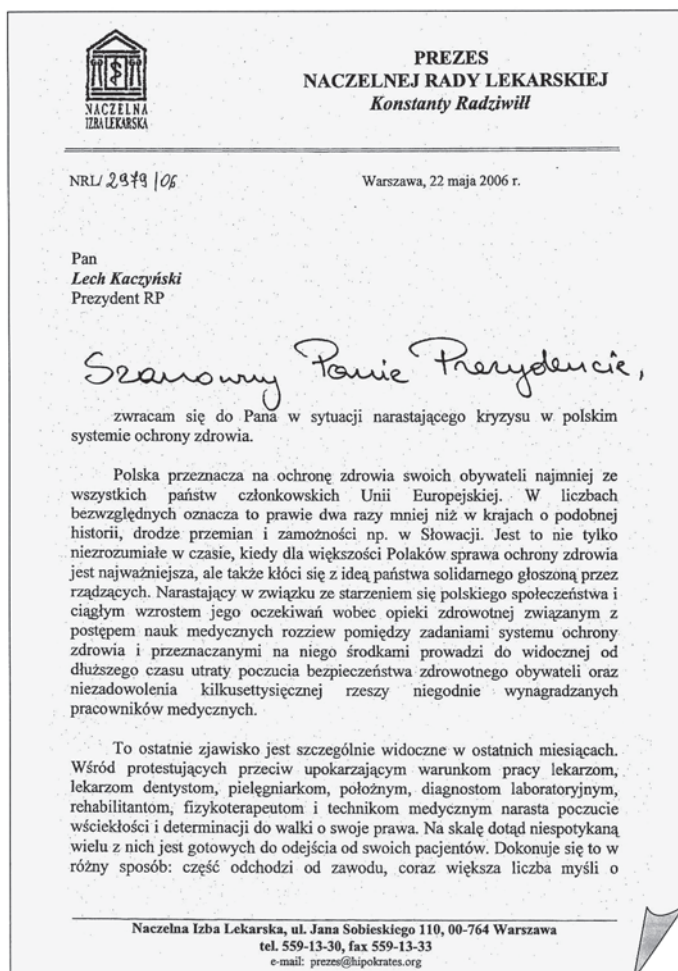 NACZELNA
IZBA LEKARSKA
PREZES
NACZELNEJ RADY LEKARSKIEJ
Konstanty Radziwiłł
NRL/ 2979/06
Warszawa, 22 maja 2006 r.
Pan
Lech Kaczyński
Prezydent RP
Szanowny Panie Prezydencie,
zwracam się do Pana w sytuacji narastającego kryzysu w polskim
systemie ochrony zdrowia.
Polska przeznacza na ochronę zdrowia swoich obywateli najmniej ze
wszystkich państw członkowskich Unii Europejskiej. W liczbach
bezwzględnych oznacza to prawie dwa razy mniej niż w krajach o podobnej
historii, drodze przemian i zamożności np. w Słowacji. Jest to nie tylko
niezrozumiałe w czasie, kiedy dla większości Polaków sprawa ochrony zdrowia
jest najważniejsza, ale także kłóci się z ideą państwa solidarnego głoszoną przez
rządzących. Narastający w związku ze starzeniem się polskiego społeczeństwa i
ciągłym wzrostem jego oczekiwań wobec opieki zdrowotnej związanym z
postępem nauk medycznych rozziew pomiędzy zadaniami systemu ochrony
zdrowia i przeznaczanymi na niego środkami prowadzi do widocznej od
dłuższego czasu utraty poczucia bezpieczeństwa zdrowotnego obywateli oraz
niezadowolenia kilkusettysięcznej rzeszy niegodnie wynagradzanych
pracowników medycznych.
To ostatnie zjawisko jest szczególnie widoczne w ostatnich miesiącach.
Wśród protestujących przeciw upokarzającym warunkom pracy lekarzom,
lekarzom dentystom, pielęgniarkom, położnym, diagnostom laboratoryjnym,
rehabilitantom, fizykoterapeutom i technikom medycznym narasta poczucie
wściekłości i determinacji do walki o swoje prawa. Na skalę dotąd niespotykaną
wielu z nich jest gotowych do odejścia od swoich pacjentów. Dokonuje się to w
różny sposób: część odchodzi od zawodu, coraz większa liczba myśli o
Naczelna Izba Lekarska, ul. Jana Sobieskiego 110, 00-764 Warszawa
tel. 559-13-30, fax 559-13-33
e-mail: prezes@hipokrates.org